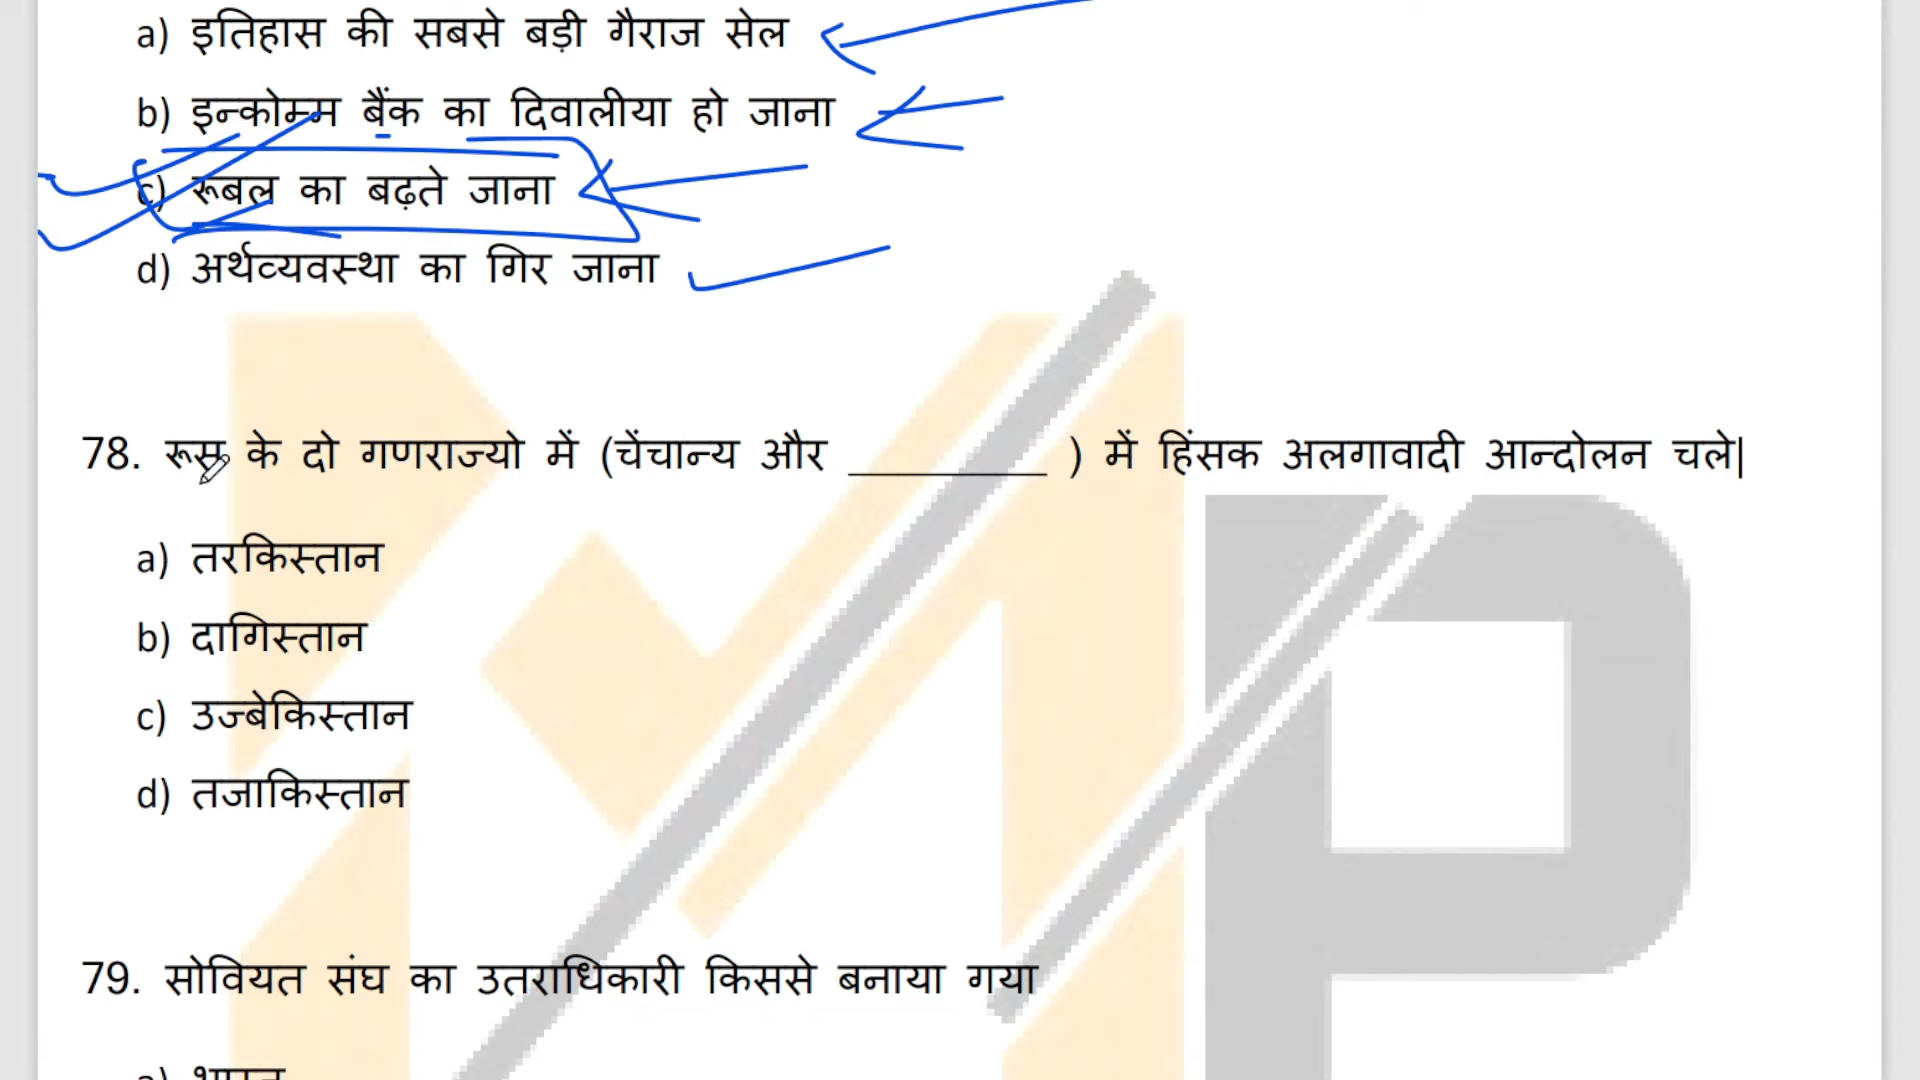 a) इतिहास की सबसे बड़ी गैराज सेल
b) इन्कोम्म बैंक का दिवालीया हो जाना
c) रूबल का बढ़ते जाना
d) अर्थव्यवस्था का गिर जाना
78. रूस के दो गणराज्यो में (चेंचान्य और __________ ) में हिंसक अलगावादी आन्दोलन चले|
a) तरकिस्तान
b) दागिस्तान
c) उज्बेकिस्तान
d) तजाकिस्तान
79. सोवियत संघ का उतराधिकारी किससे बनाया गया